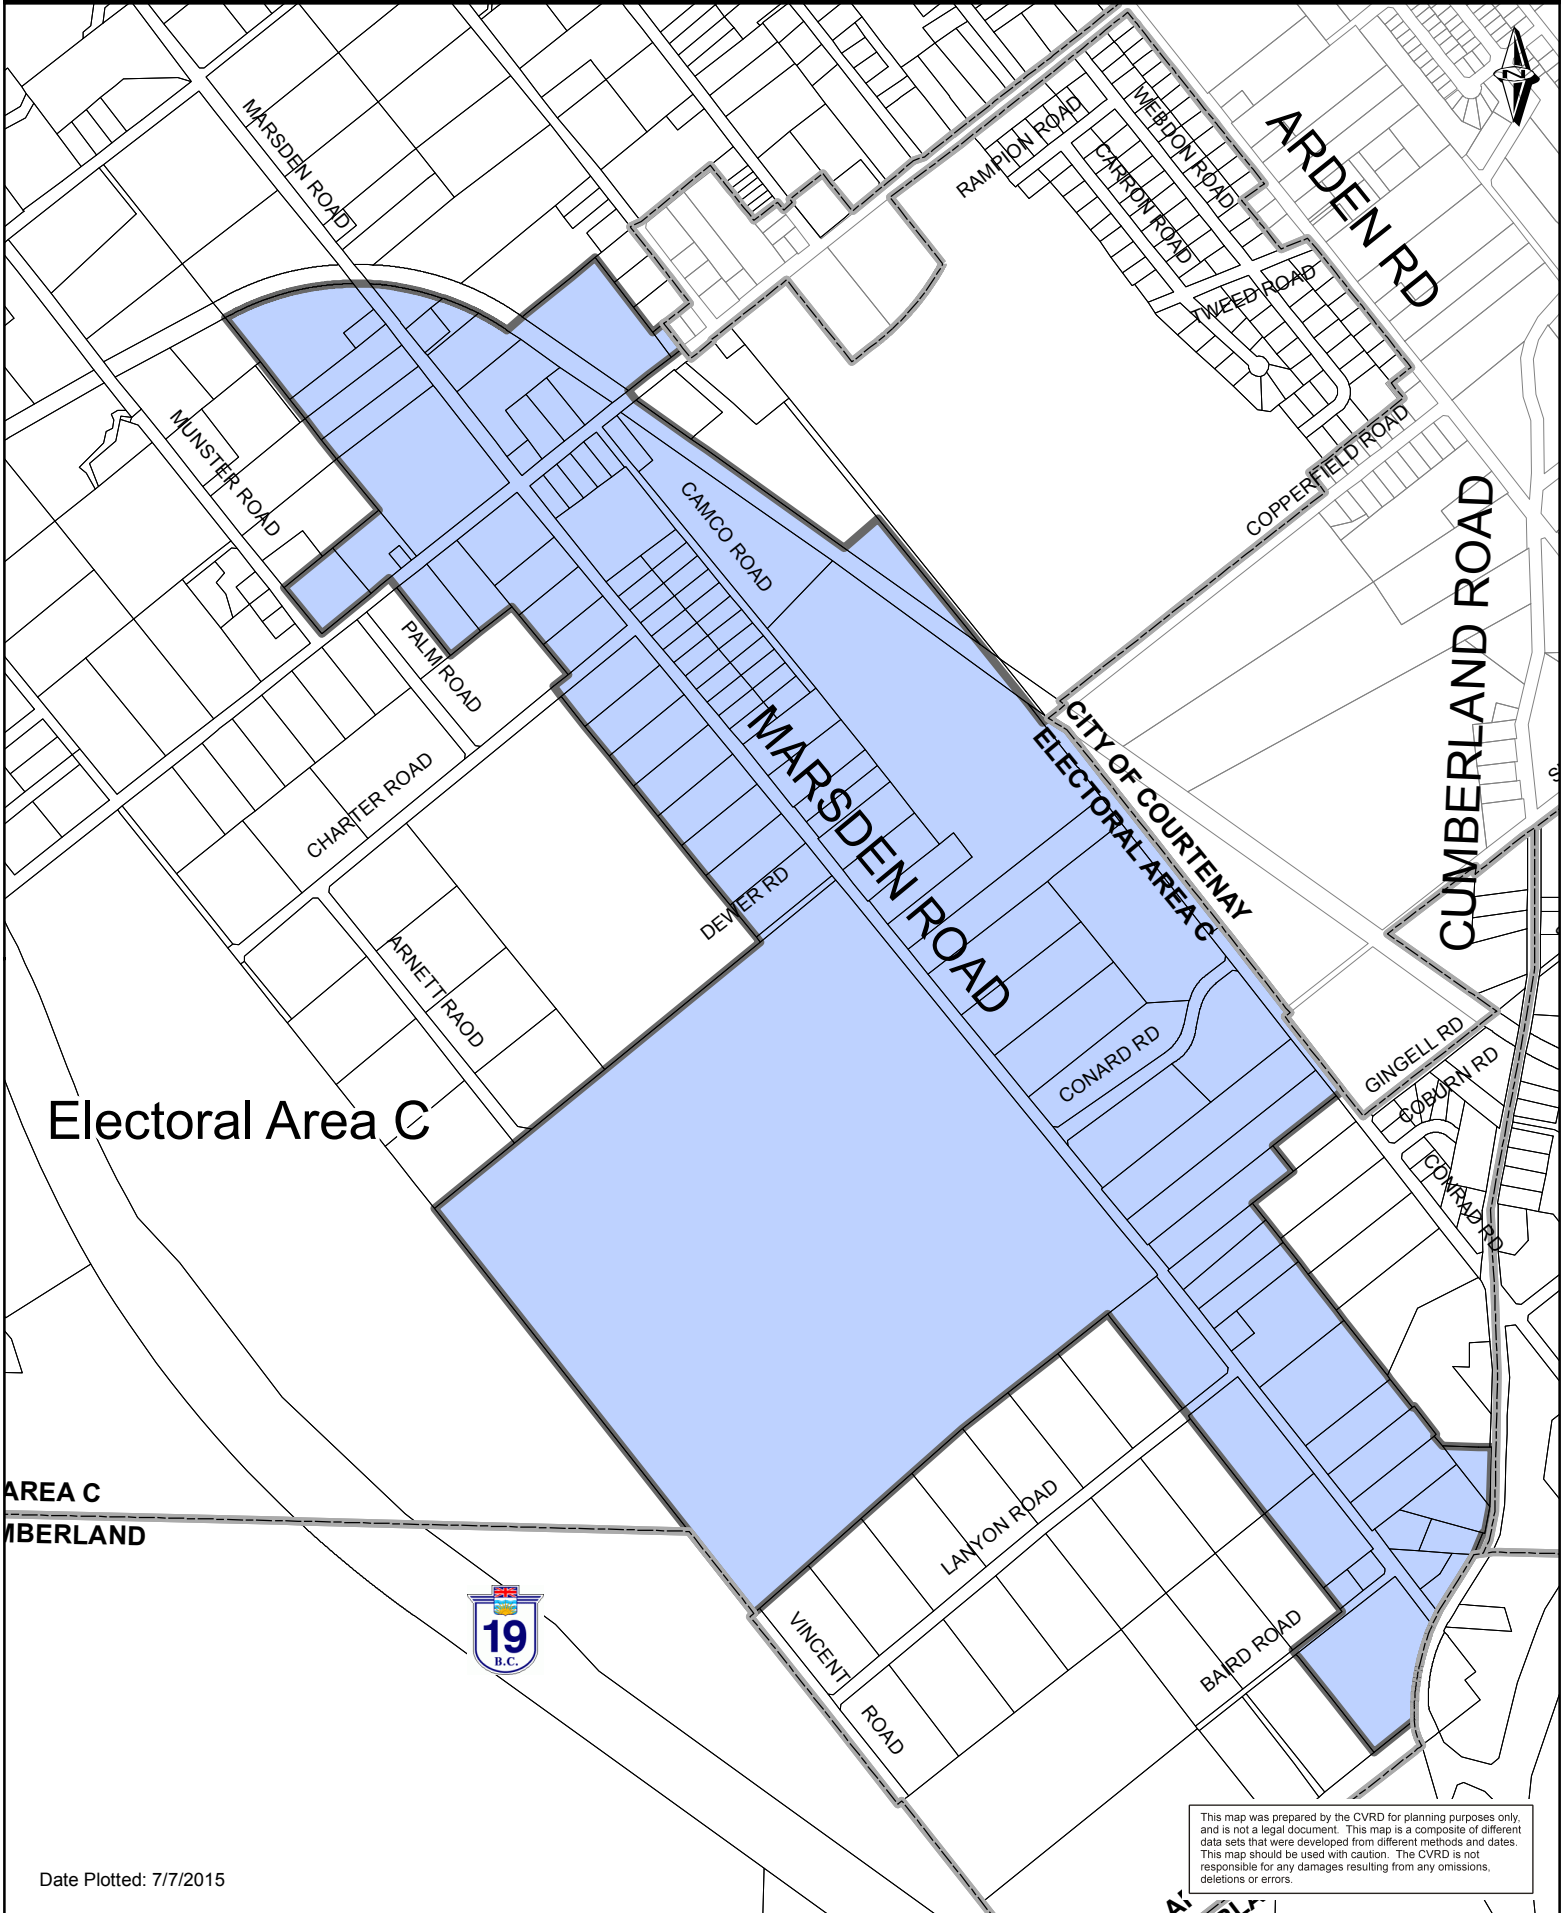 MARSDEN ROAD
RAMPION ROAD
WEBDON ROAD
CARRON ROAD
ARDEN RD
N
TWEED ROAD
MUNSTER ROAD
COPPERFIELD ROAD
CAMCO ROAD
CUMBERLAND ROAD
PALM ROAD
MARSDEN ROAD
CITY OF COURTENAY
ELECTORAL AREA C
CHARTER ROAD
DEWER RD
ARNETT RAOD
CONARD RD
GINGELL RD
COBURN RD
CONRAD RD
Electoral Area C
AREA C
MBERLAND
LANYON ROAD
19
B.C.
VINCENT
ROAD
BAIRD ROAD
This map was prepared by the CVRD for planning purposes only,
and is not a legal document. This map is a composite of different
data sets that were developed from different methods and dates.
This map should be used with caution. The CVRD is not
responsible for any damages resulting from any omissions,
deletions or errors.
Date Plotted: 7/7/2015